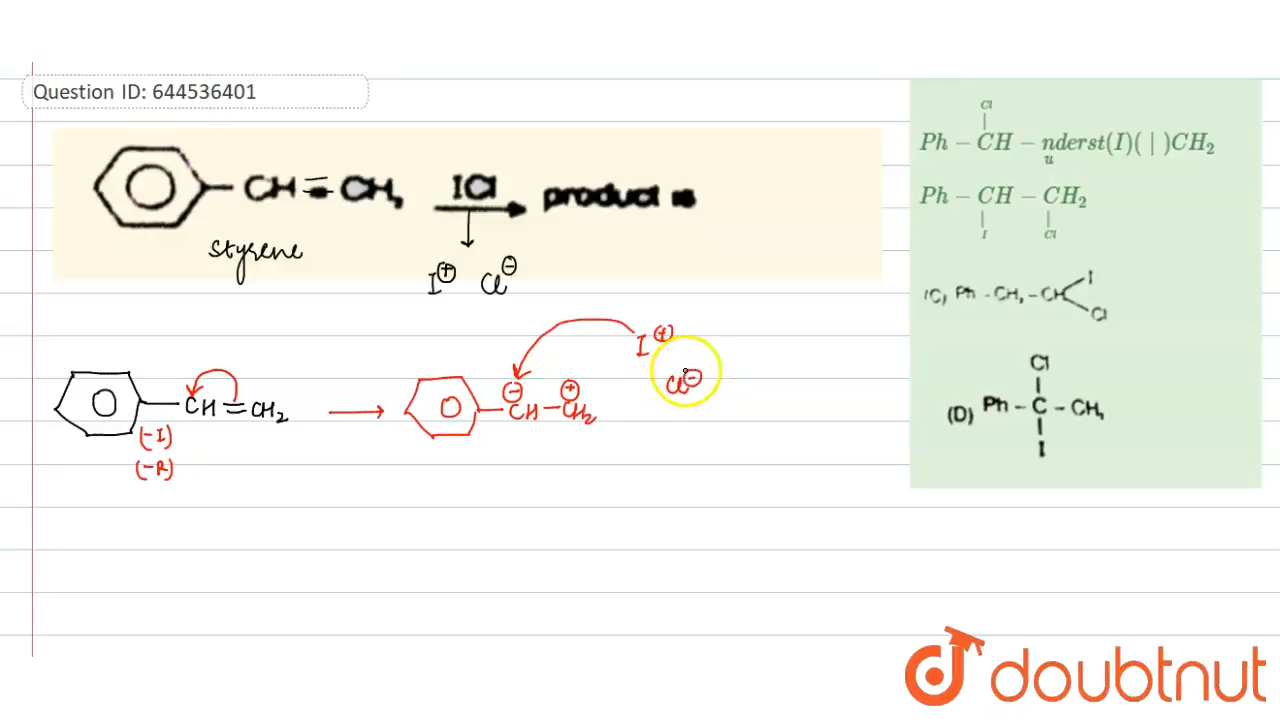 Question ID: 644536401
CH = CH₂ ICl product is
styrene
I⊕ Cl⊖
CH = CH₂
(-I)
(-R)
⊖ ⊕
CH - CH₂
I(+)
Cl⊖
Cl
|
Ph − CH − nderst(I)( | )CH₂
u
Ph − CH − CH₂
| |
I Cl
(C) Ph - CH₂ - CH
I
Cl
Cl
(D) Ph - C - CH₃
I
doubtnut